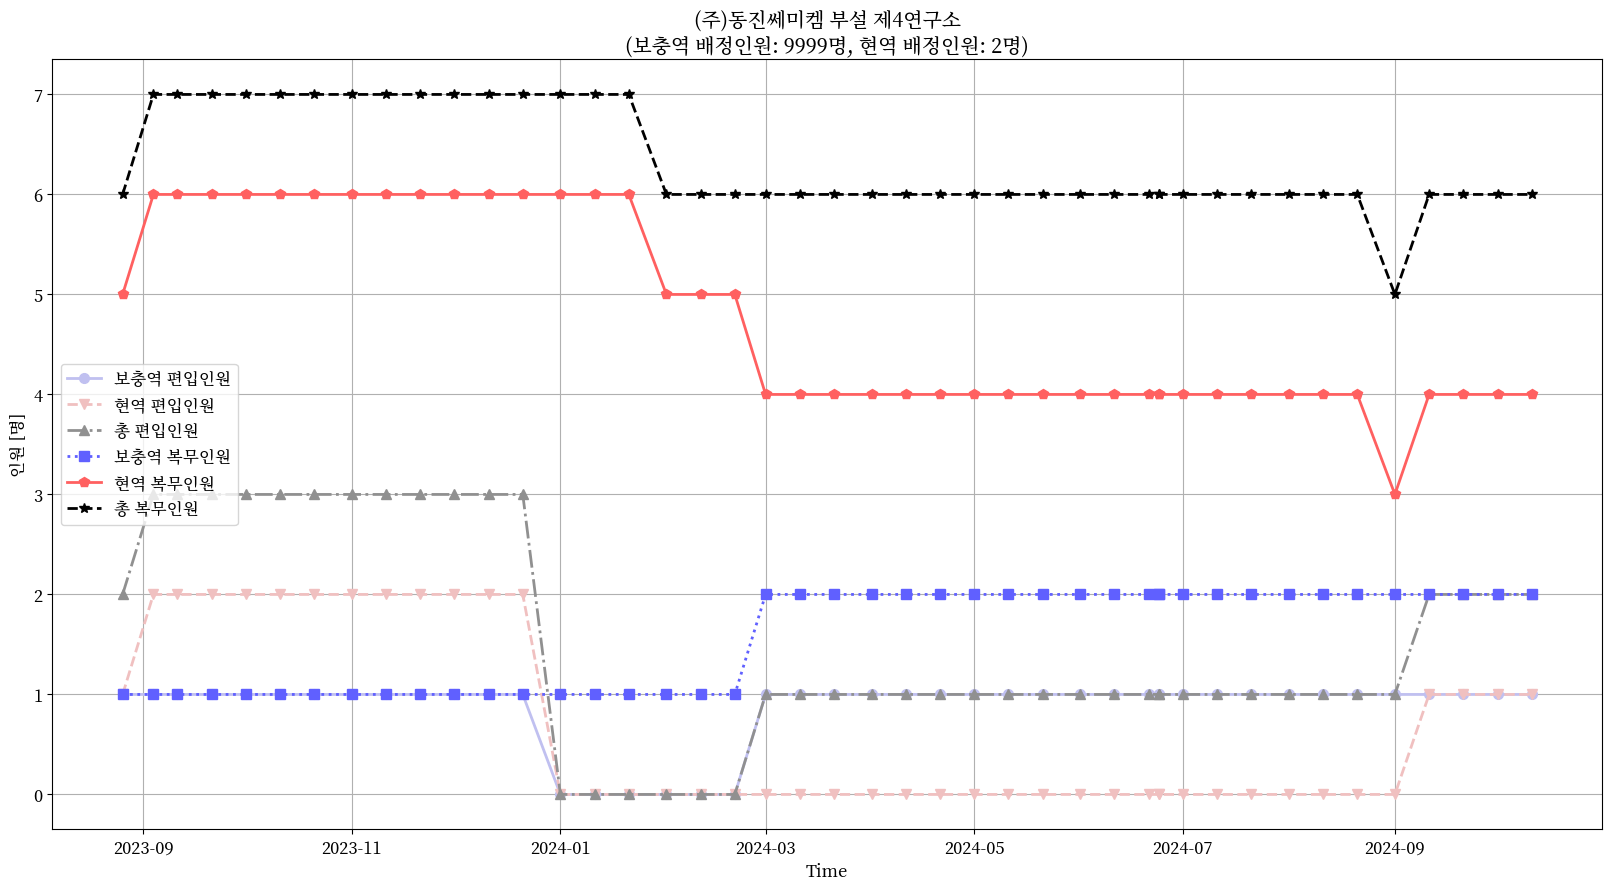 (주)동진쎄미켐 부설 제4연구소
(보충역 배정인원: 9999명, 현역 배정인원: 2명)
인원 [명]
7
6
5
4
3
2
1
0
보충역 편입인원
현역 편입인원
총 편입인원
보충역 복무인원
현역 복무인원
총 복무인원
2023-09
2023-11
2024-01
2024-03
2024-05
2024-07
2024-09
Time